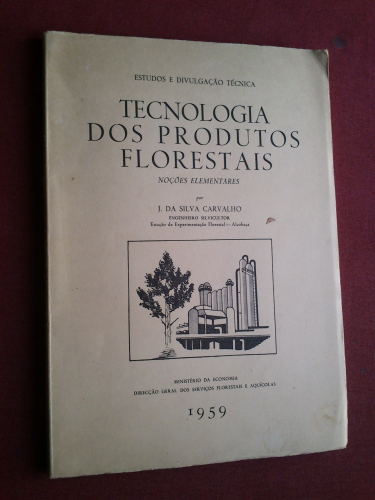 ESTUDOS E DIVULGAÇÃO TÉCNICA
TECNOLOGIA
DOS PRODUTOS
FLORESTAIS
NOÇÕES ELEMENTARES
por
J. DA SILVA CARVALHO
ENGENHEIRO SILVICULTOR
Estação de Experimentação Florestal — Alcobaça
MINISTÉRIO DA ECONOMIA
DIRECÇÃO GERAL DOS SERVIÇOS FLORESTAIS E AQUÍCOLAS
1959